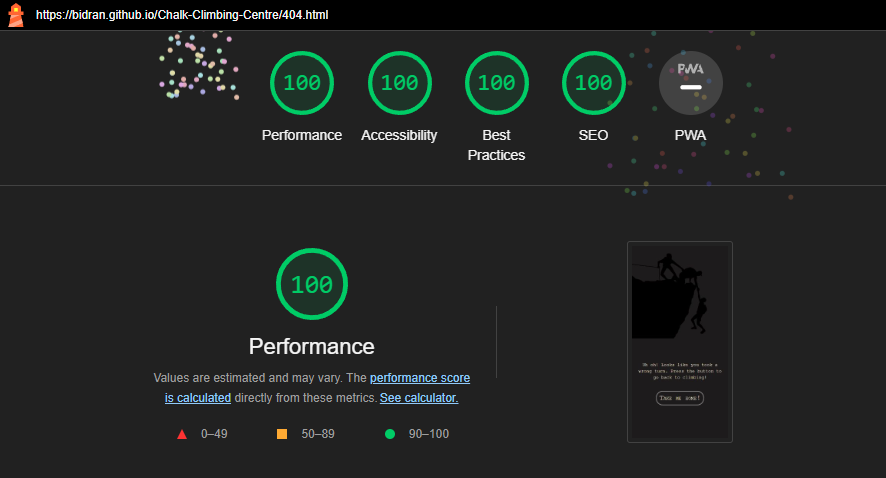 https://bidran.github.io/Chalk-Climbing-Centre/404.html
100 100 100 100 PWA
Performance Accessibility Best Practices SEO PWA
100
Performance
Values are estimated and may vary. The performance score
is calculated directly from these metrics. See calculator.
0–49 50–89 90–100
Oh oh! Looks like you took a
wrong turn. Press the button to
go back to climbing!
Take me home!